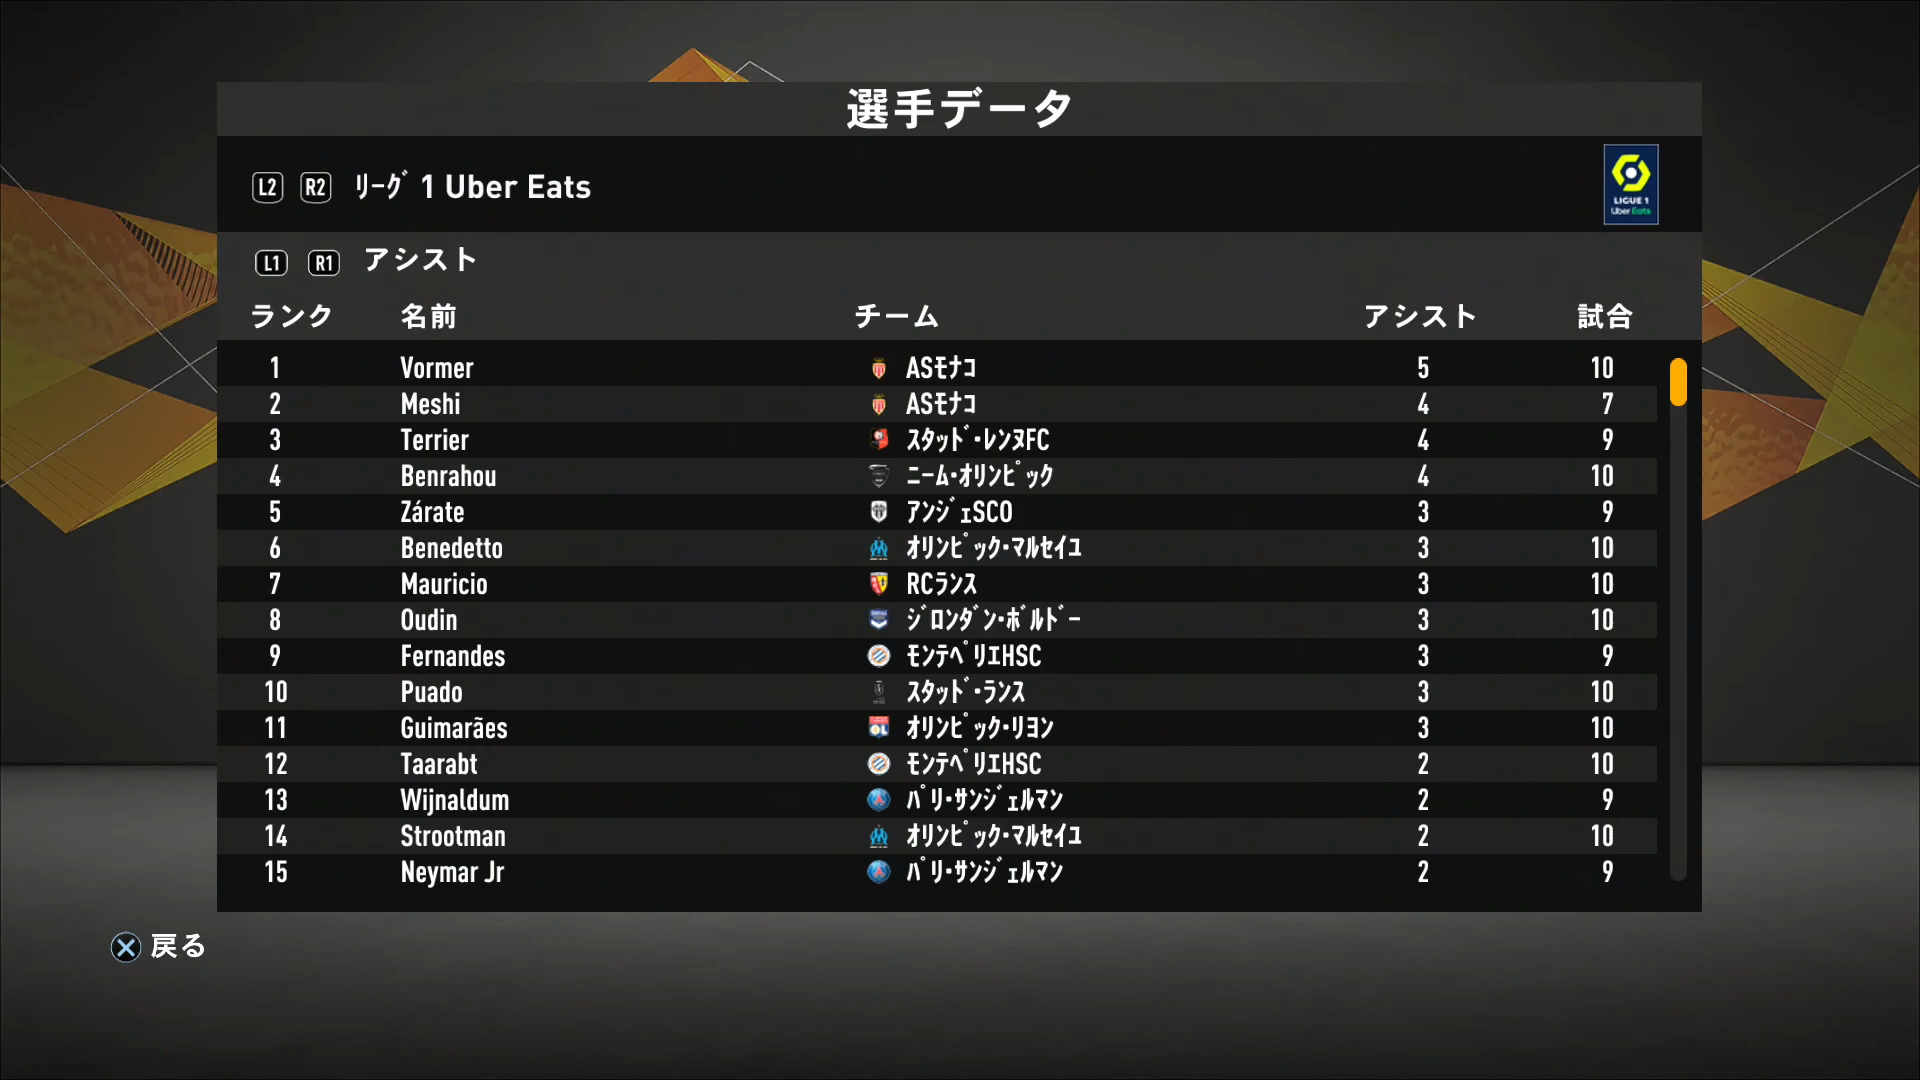 選手データ
L2 R2 リーグ 1 Uber Eats
LIGUE 1
Uber Eats
L1 R1 アシスト
ランク 名前 チーム アシスト 試合
1 Vormer ASモナコ 5 10
2 Meshi ASモナコ 4 7
3 Terrier スタッド・レンヌFC 4 9
4 Benrahou ニーム・オリンピック 4 10
5 Zárate アンジェSCO 3 9
6 Benedetto オリンピック・マルセイユ 3 10
7 Mauricio RCランス 3 10
8 Oudin ジロンダン・ボルドー 3 10
9 Fernandes モンテペリエHSC 3 9
10 Puado スタッド・ランス 3 10
11 Guimarães オリンピック・リヨン 3 10
12 Taarabt モンテペリエHSC 2 10
13 Wijnaldum パリ・サンジェルマン 2 9
14 Strootman オリンピック・マルセイユ 2 10
15 Neymar Jr パリ・サンジェルマン 2 9
戻る